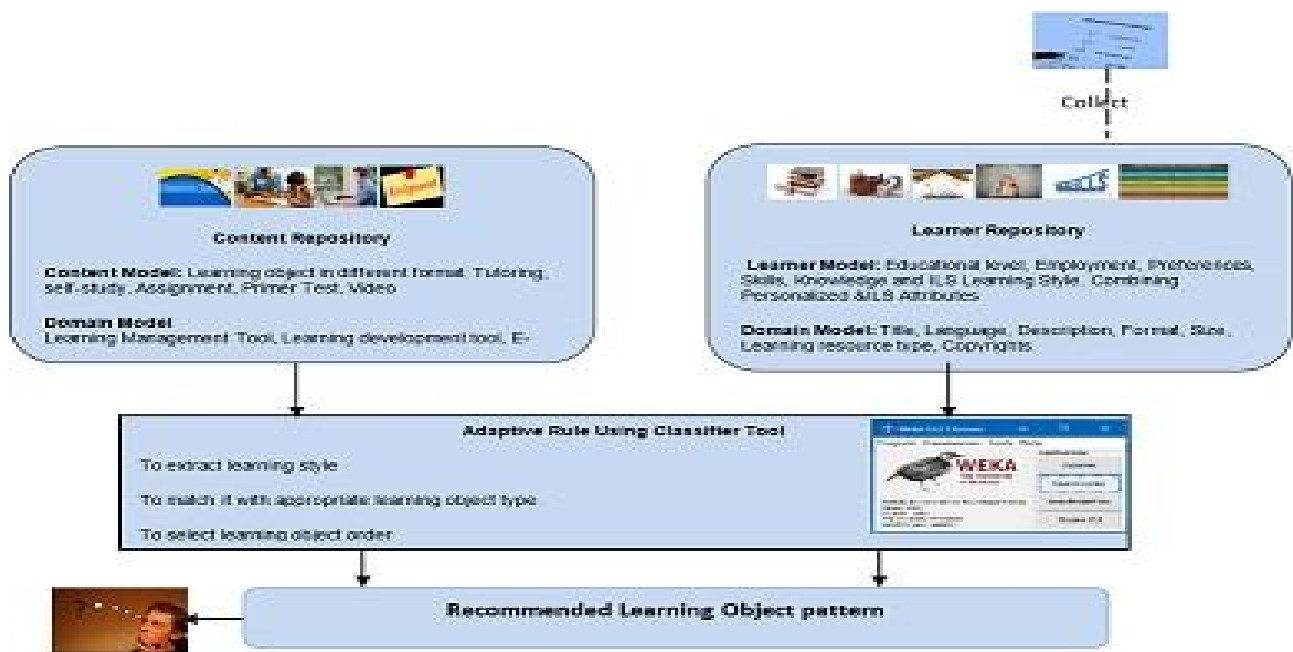 Collect
Content Repository
Content Model: Learning object in different format. Tutoring,
self-study, Assignment, Primer Test, Video
Domain Model
Learning Management Tool, Learning development tool, E-
Learner Repository
Learner Model: Educational level, Employment, Preferences,
Skills, Knowledge and ILS Learning Style. Combining
Personalized &ILS Attributes
Domain Model: Title, Language, Description, Format, Size,
Learning resource type, Copyrights.
Adaptive Rule Using Classifier Tool
To extract learning style
To match it with appropriate learning object type
To select learning object order
WEKA
Recommended Learning Object pattern
?